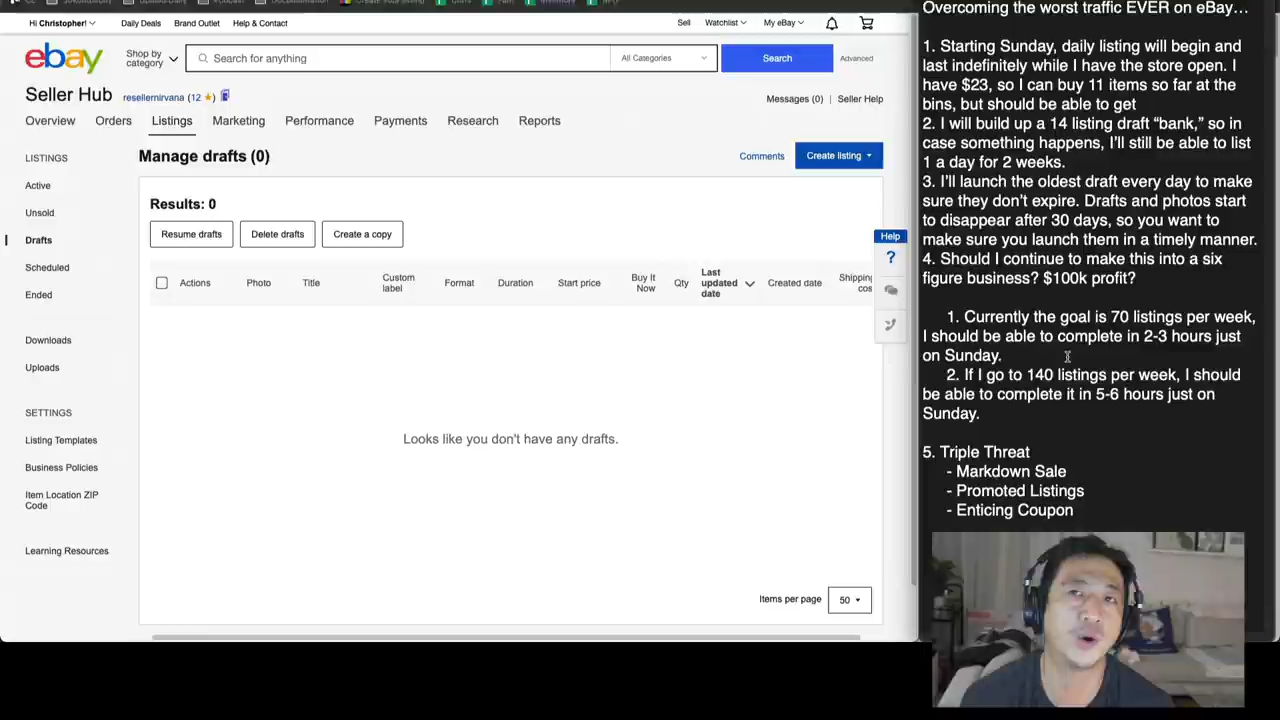 Hi Christopher!
Daily Deals
Brand Outlet
Help & Contact
Sell
Watchlist
My eBay
ebay
Shop by category
Search for anything
All Categories
Search
Advanced
Seller Hub
resellernirvana (12 ★)
Messages (0)
Seller Help
Overview
Orders
Listings
Marketing
Performance
Payments
Research
Reports
LISTINGS
Active
Unsold
Drafts
Scheduled
Ended
Downloads
Uploads
SETTINGS
Listing Templates
Business Policies
Item Location ZIP
Code
Learning Resources
Manage drafts (0)
Comments
Create listing
Results: 0
Resume drafts
Delete drafts
Create a copy
Actions
Photo
Title
Custom label
Format
Duration
Start price
Buy It Now
Qty
Last updated date
Created date
Shipping
Help
?
Looks like you don't have any drafts.
Items per page
50
Overcoming the worst traffic EVER on eBay…
1. Starting Sunday, daily listing will begin and
last indefinitely while I have the store open. I
have $23, so I can buy 11 items so far at the
bins, but should be able to get
2. I will build up a 14 listing draft “bank,” so in
case something happens, I’ll still be able to list
1 a day for 2 weeks.
3. I’ll launch the oldest draft every day to make
sure they don’t expire. Drafts and photos start
to disappear after 30 days, so you want to
make sure you launch them in a timely manner.
4. Should I continue to make this into a six
figure business? $100k profit?
1. Currently the goal is 70 listings per week,
I should be able to complete in 2-3 hours just
on Sunday.
2. If I go to 140 listings per week, I should
be able to complete it in 5-6 hours just on
Sunday.
5. Triple Threat
- Markdown Sale
- Promoted Listings
- Enticing Coupon